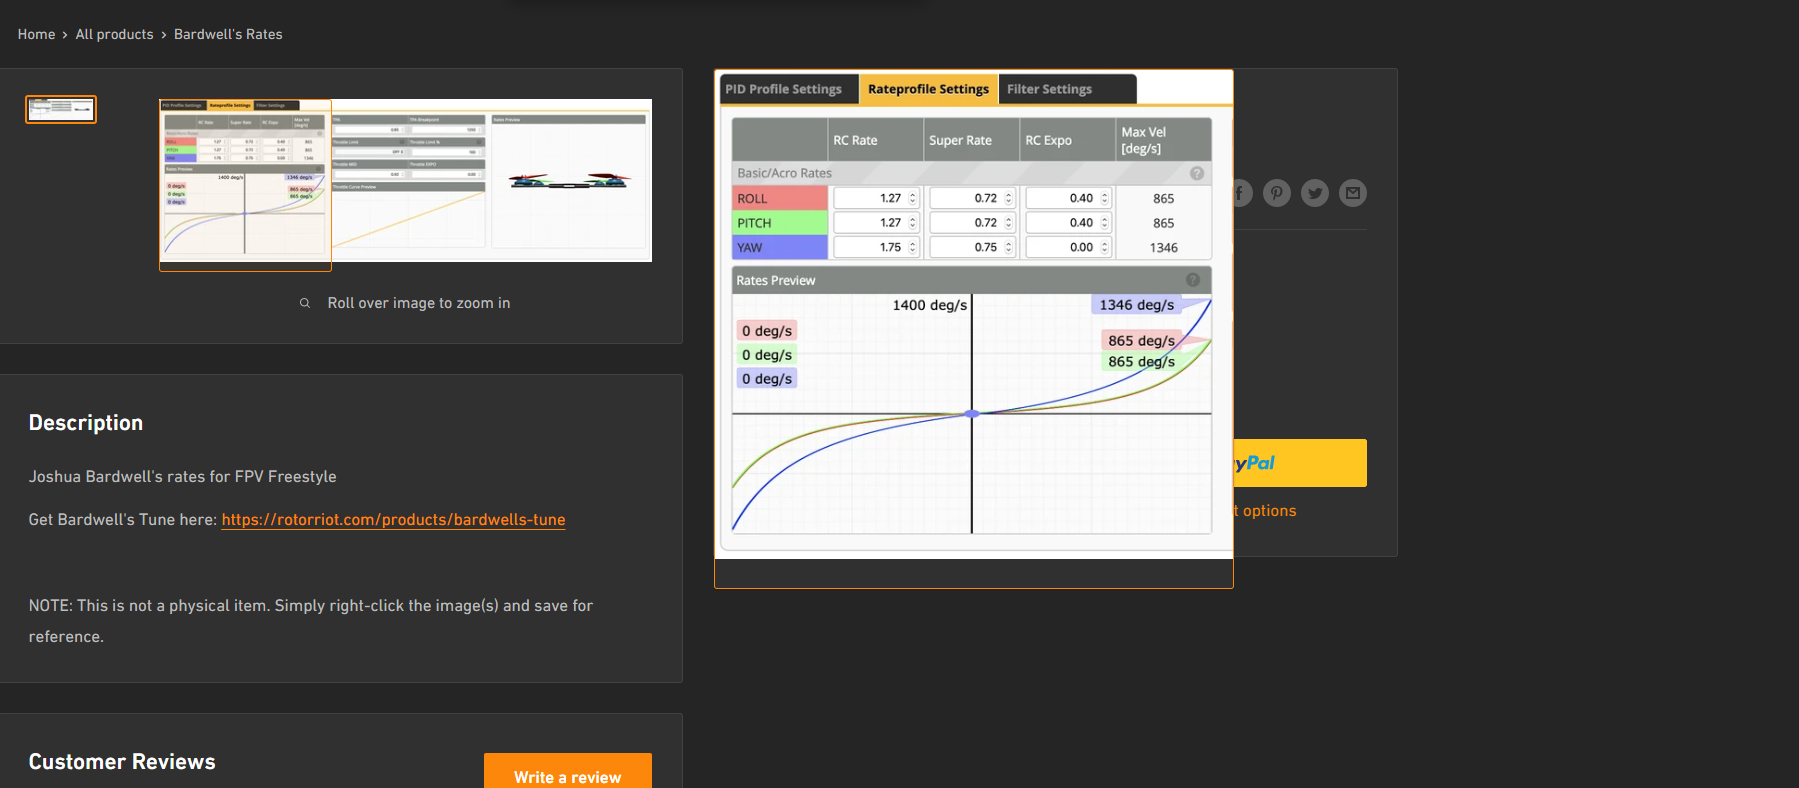 Home › All products › Bardwell's Rates
PID Profile Settings Rateprofile Settings Filter Settings
RC Rate Super Rate RC Expo Max Vel [deg/s]
Basic/Acro Rates
ROLL 1.27 0.72 0.40 865
PITCH 1.27 0.72 0.40 865
YAW 1.75 0.75 0.00 1346
Rates Preview
1400 deg/s 1346 deg/s
0 deg/s 865 deg/s
0 deg/s 865 deg/s
0 deg/s
Roll over image to zoom in
Description
Joshua Bardwell's rates for FPV Freestyle
Get Bardwell's Tune here: https://rotorriot.com/products/bardwells-tune
NOTE: This is not a physical item. Simply right-click the image(s) and save for
reference.
Customer Reviews
Write a review
yPal
t options